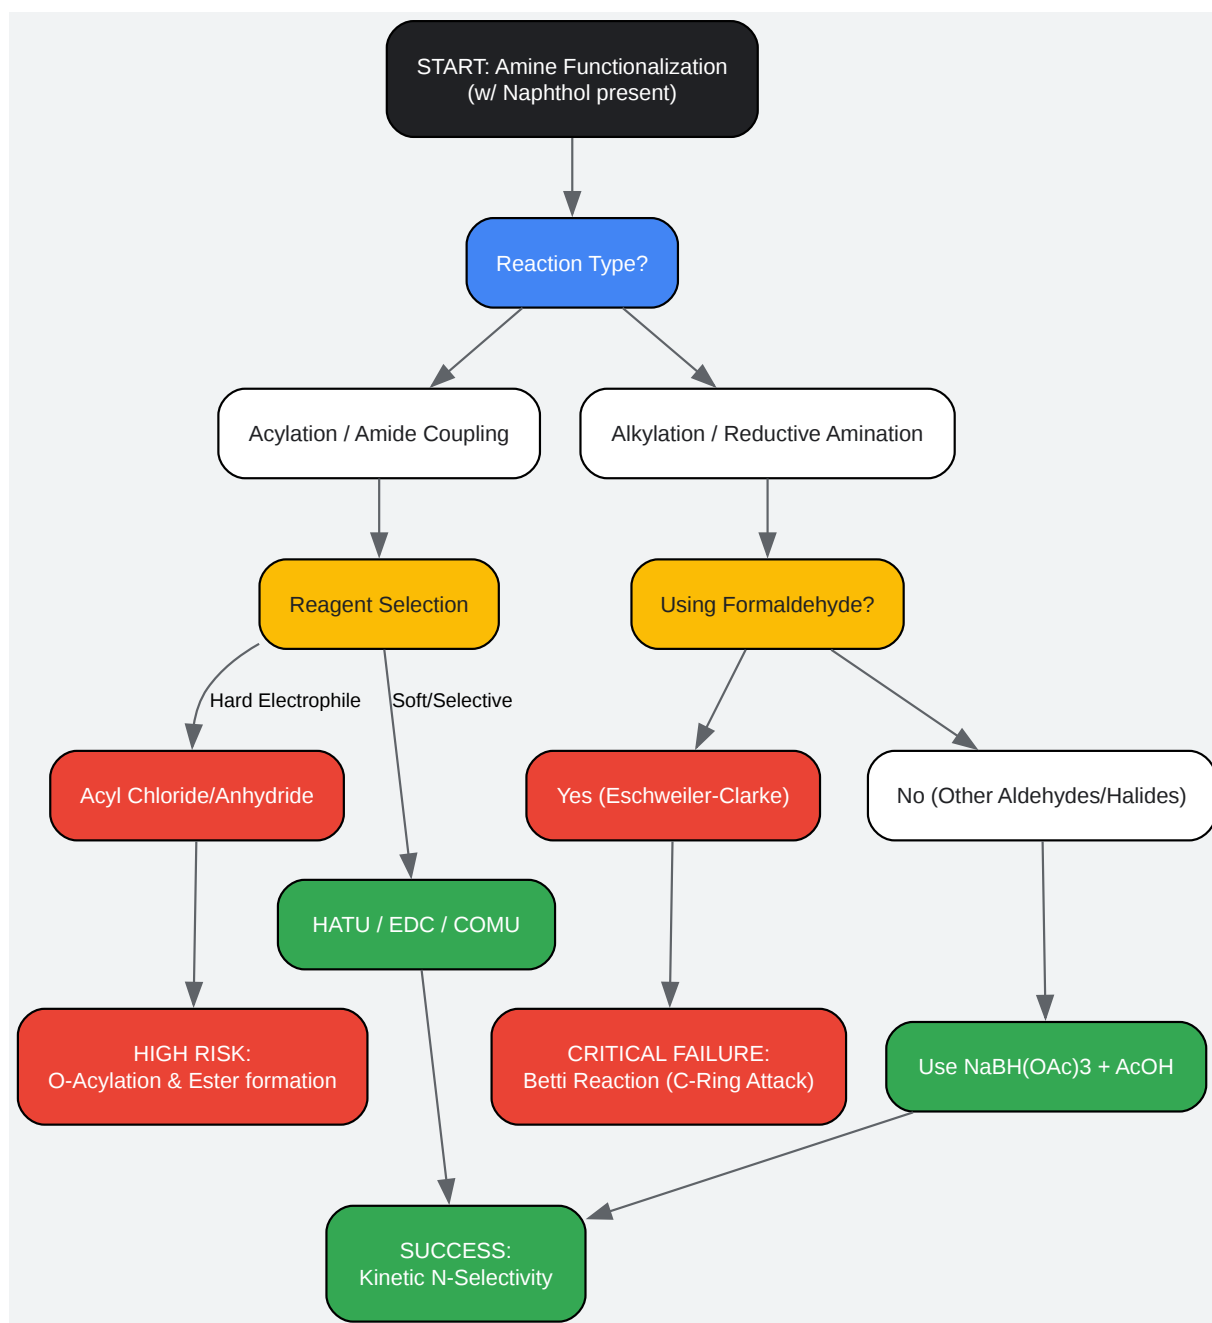 START: Amine Functionalization
(w/ Naphthol present)
Reaction Type?
Acylation / Amide Coupling
Alkylation / Reductive Amination
Reagent Selection
Using Formaldehyde?
Hard Electrophile
Soft/Selective
Acyl Chloride/Anhydride
Yes (Eschweiler-Clarke)
No (Other Aldehydes/Halides)
HATU / EDC / COMU
HIGH RISK:
O-Acylation & Ester formation
CRITICAL FAILURE:
Betti Reaction (C-Ring Attack)
Use NaBH(OAc)3 + AcOH
SUCCESS:
Kinetic N-Selectivity